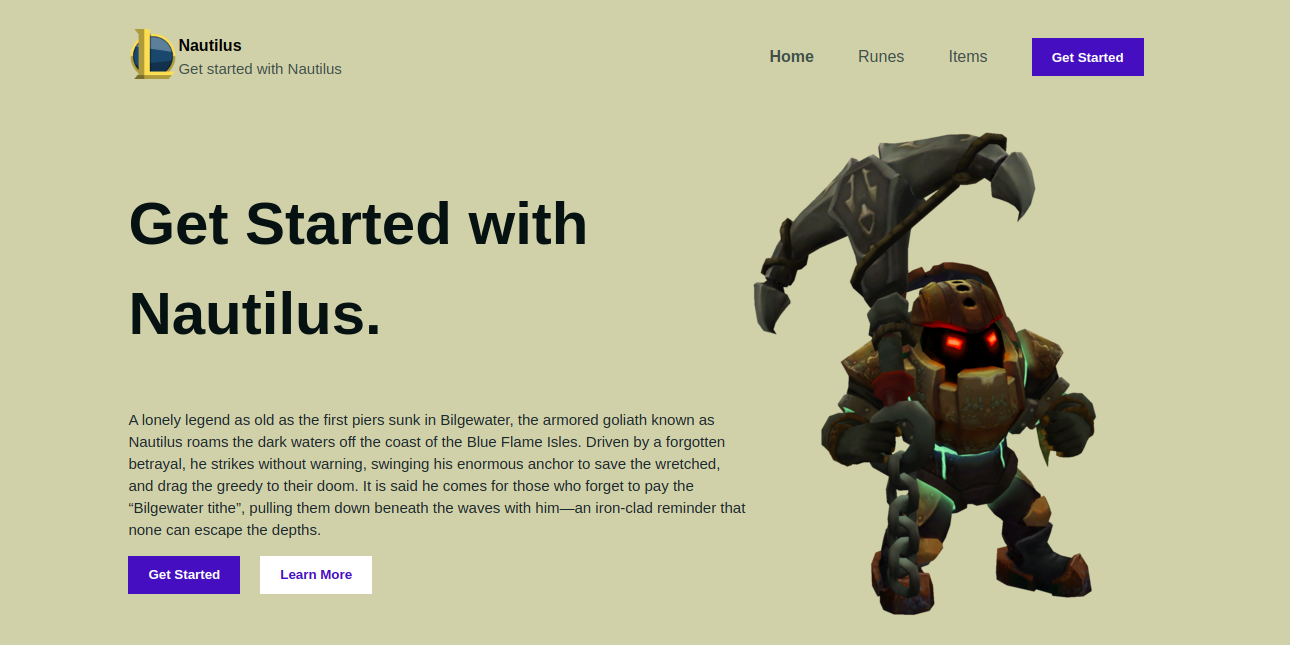 Nautilus
Get started with Nautilus
Home
Runes
Items
Get Started
Get Started with
Nautilus.
A lonely legend as old as the first piers sunk in Bilgewater, the armored goliath known as
Nautilus roams the dark waters off the coast of the Blue Flame Isles. Driven by a forgotten
betrayal, he strikes without warning, swinging his enormous anchor to save the wretched,
and drag the greedy to their doom. It is said he comes for those who forget to pay the
“Bilgewater tithe”, pulling them down beneath the waves with him—an iron-clad reminder that
none can escape the depths.
Get Started
Learn More